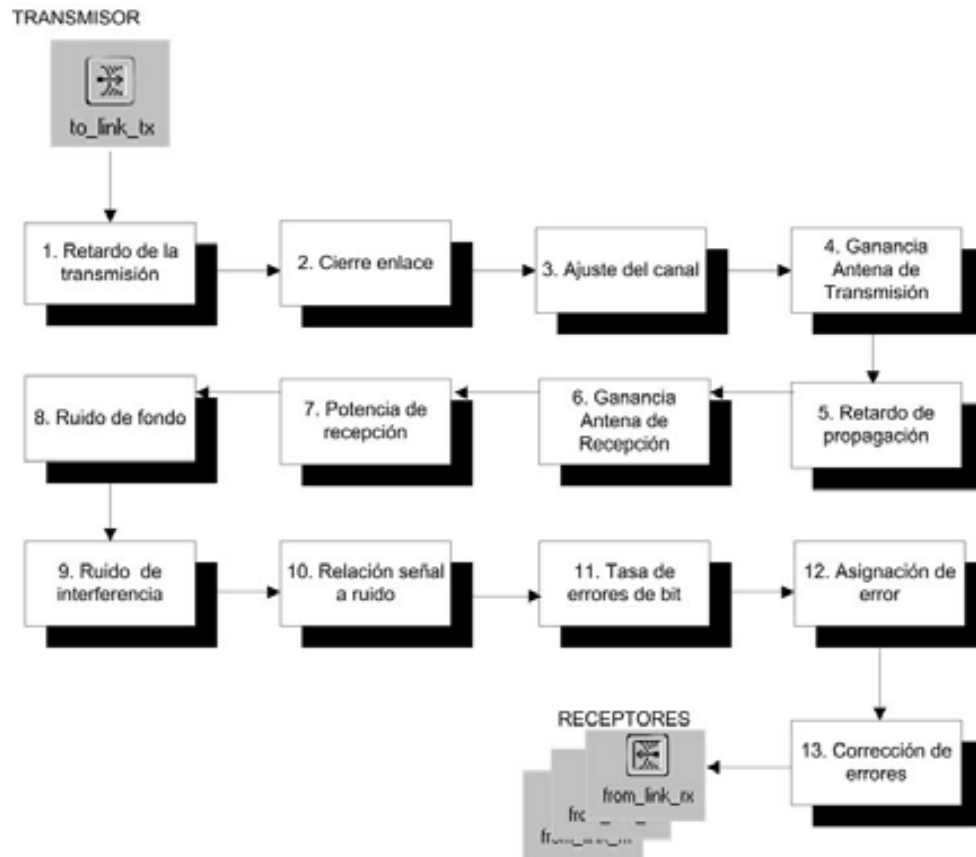 TRANSMISOR
to_link_tx
1. Retardo de la
transmisión
2. Cierre enlace
3. Ajuste del canal
4. Ganancia
Antena de
Transmisión
5. Retardo de
propagación
6. Ganancia
Antena de
Recepción
7. Potencia de
recepción
8. Ruido de fondo
9. Ruido de
interferencia
10. Relación señal
a ruido
11. Tasa de
errores de bit
12. Asignación de
error
13. Corrección de
errores
RECEPTORES
from_link_rx